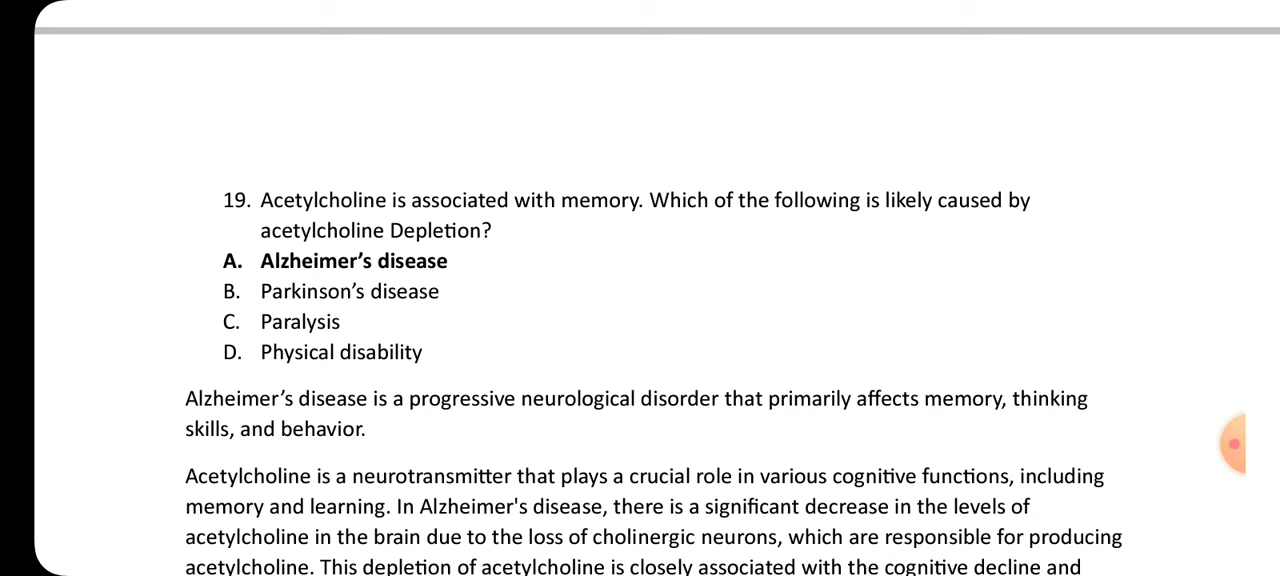 19. Acetylcholine is associated with memory. Which of the following is likely caused by
acetylcholine Depletion?
A. Alzheimer’s disease
B. Parkinson’s disease
C. Paralysis
D. Physical disability
Alzheimer’s disease is a progressive neurological disorder that primarily affects memory, thinking
skills, and behavior.
Acetylcholine is a neurotransmitter that plays a crucial role in various cognitive functions, including
memory and learning. In Alzheimer's disease, there is a significant decrease in the levels of
acetylcholine in the brain due to the loss of cholinergic neurons, which are responsible for producing
acetylcholine. This depletion of acetylcholine is closely associated with the cognitive decline and